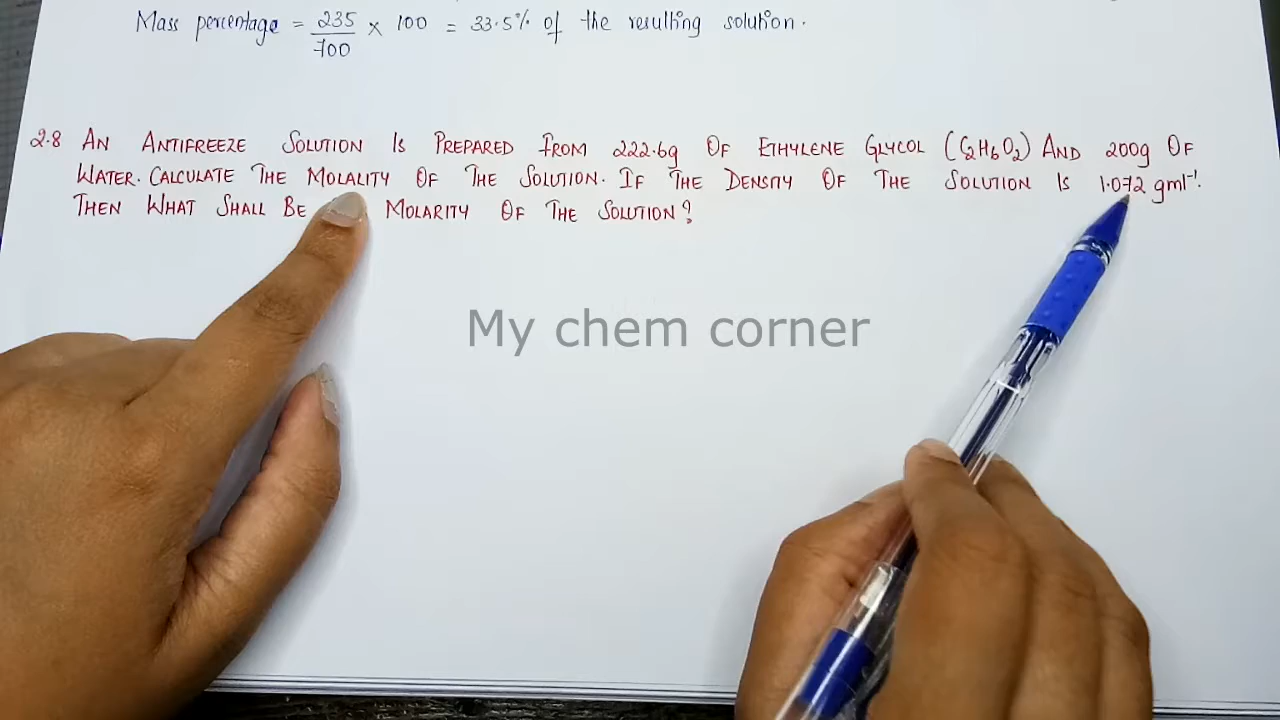 Mass percentage = 235/700 × 100 = 33.5% of the resulting solution.
2.8 AN ANTIFREEZE SOLUTION IS PREPARED FROM 222.6g OF ETHYLENE GLYCOL (C₂H₆O₂) AND 200g OF
WATER. CALCULATE THE MOLALITY OF THE SOLUTION. IF THE DENSITY OF THE SOLUTION IS 1.072 gml⁻¹.
THEN WHAT SHALL BE MOLARITY OF THE SOLUTION?
My chem corner